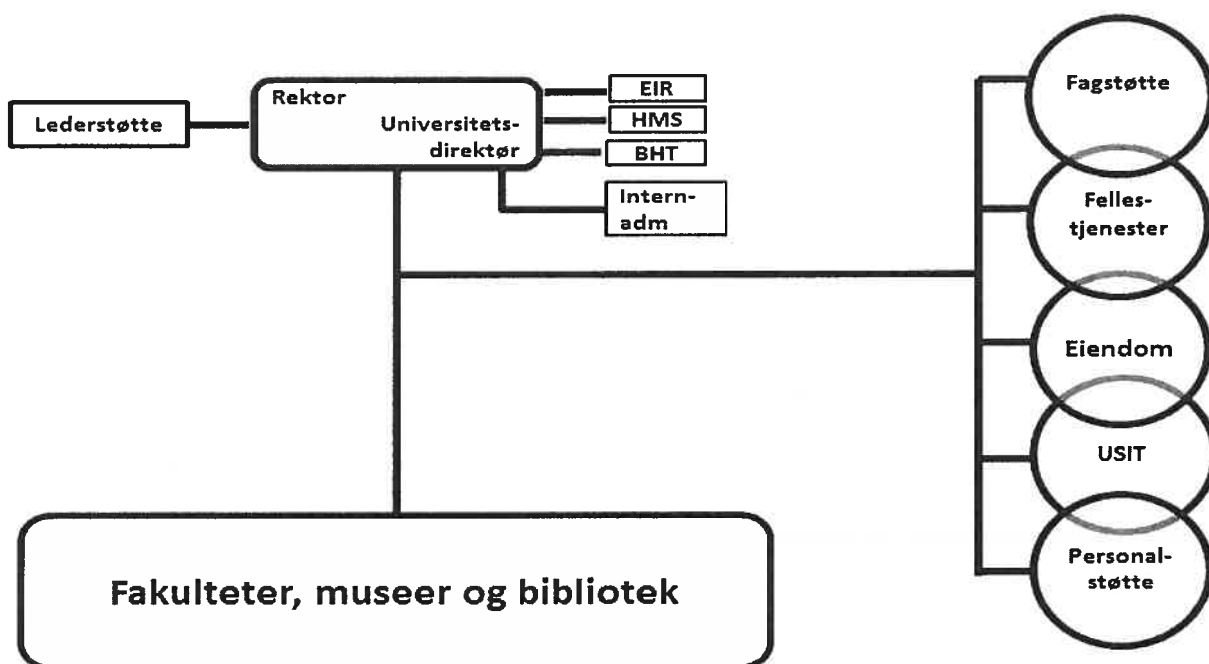 Lederstøtte
Rektor
Universitets-
direktør
EIR
HMS
BHT
Intern-
adm
Fagstøtte
Felles-
tjenester
Eiendom
USIT
Personal-
støtte
Fakulteter, museer og bibliotek